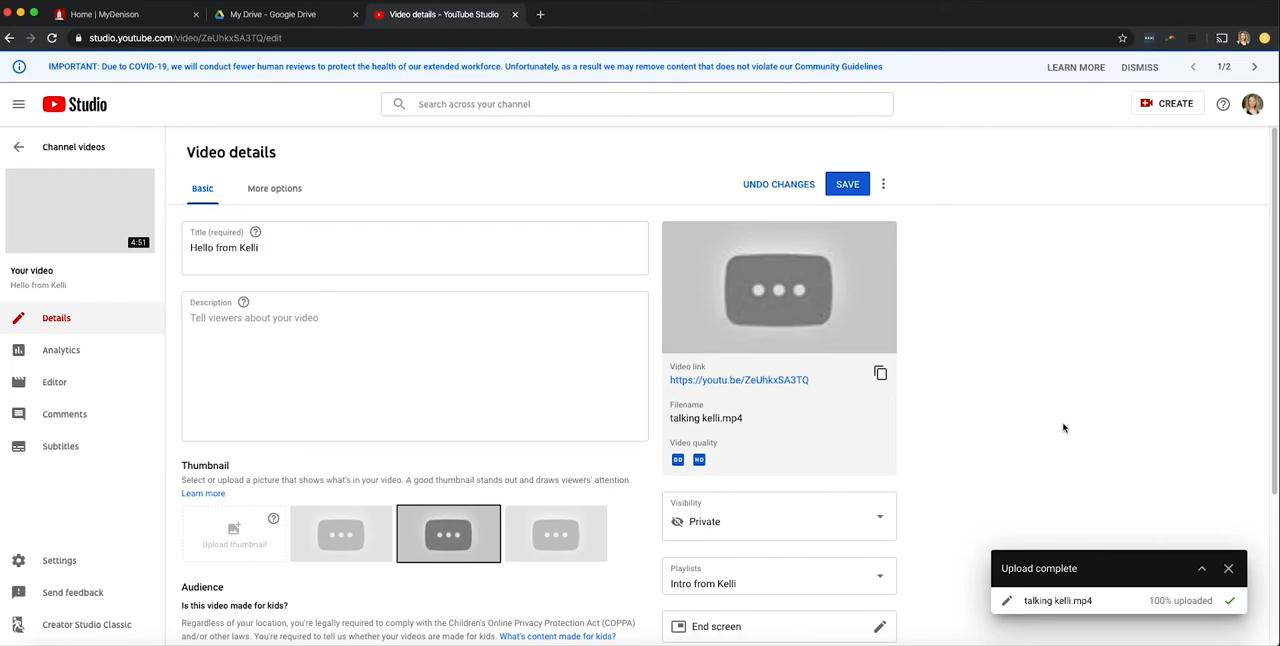 Home | MyDenison
My Drive - Google Drive
Video details - YouTube Studio
studio.youtube.com/video/ZeUhkxSA3TQ/edit
IMPORTANT: Due to COVID-19, we will conduct fewer human reviews to protect the health of our extended workforce. Unfortunately, as a result we may remove content that does not violate our Community Guidelines
LEARN MORE
DISMISS
1/2
Studio
Search across your channel
CREATE
Channel videos
4:51
Your video
Hello from Kelli
Details
Analytics
Editor
Comments
Subtitles
Settings
Send feedback
Creator Studio Classic
Video details
Basic
More options
UNDO CHANGES
SAVE
Title (required)
Hello from Kelli
Description
Tell viewers about your video
Thumbnail
Select or upload a picture that shows what's in your video. A good thumbnail stands out and draws viewers' attention.
Learn more
Upload thumbnail
Audience
Is this video made for kids?
Regardless of your location, you're legally required to comply with the Children's Online Privacy Protection Act (COPPA)
and/or other laws. You're required to tell us whether your videos are made for kids. What's content made for kids?
Video link
https://youtu.be/ZeUhkxSA3TQ
Filename
talking kelli.mp4
Video quality
SD HD
Visibility
Private
Playlists
Intro from Kelli
End screen
Upload complete
talking kelli.mp4
100% uploaded